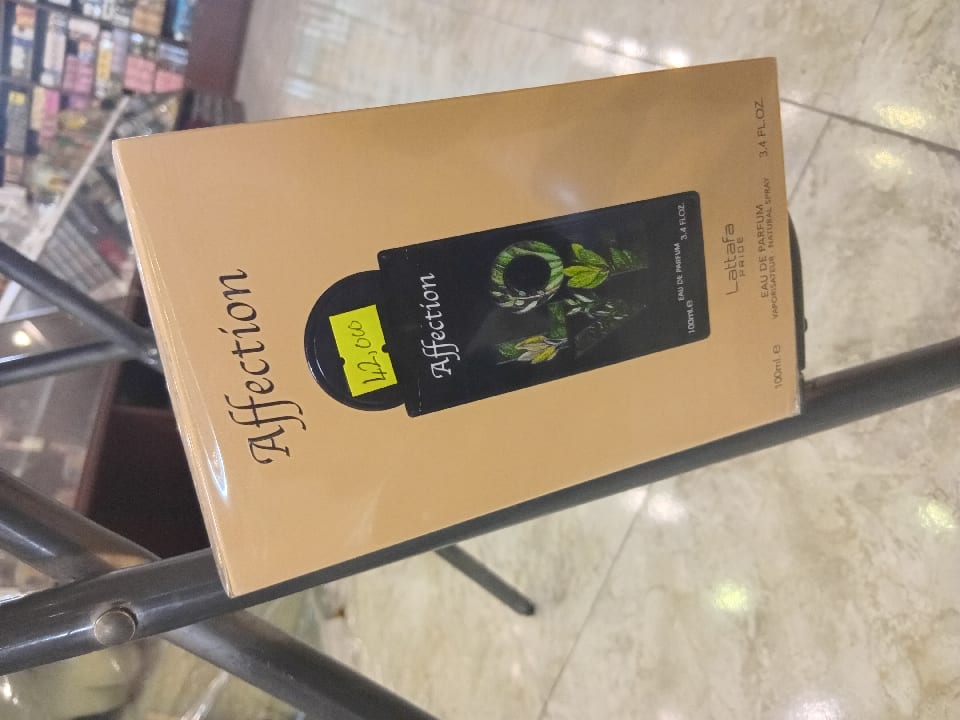 Affection
42,000
Affection
EAU DE PARFUM
100ml e 3.4 FL.OZ.
Lattafa
PRIDE
EAU DE PARFUM
VAPORISATEUR · NATURAL SPRAY
100ml e 3.4 FL.OZ.